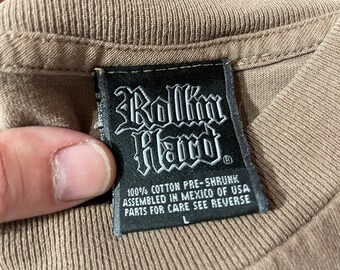 Rollin
Hard®
100% COTTON PRE-SHRUNK
ASSEMBLED IN MEXICO OF USA
PARTS FOR CARE SEE REVERSE
L